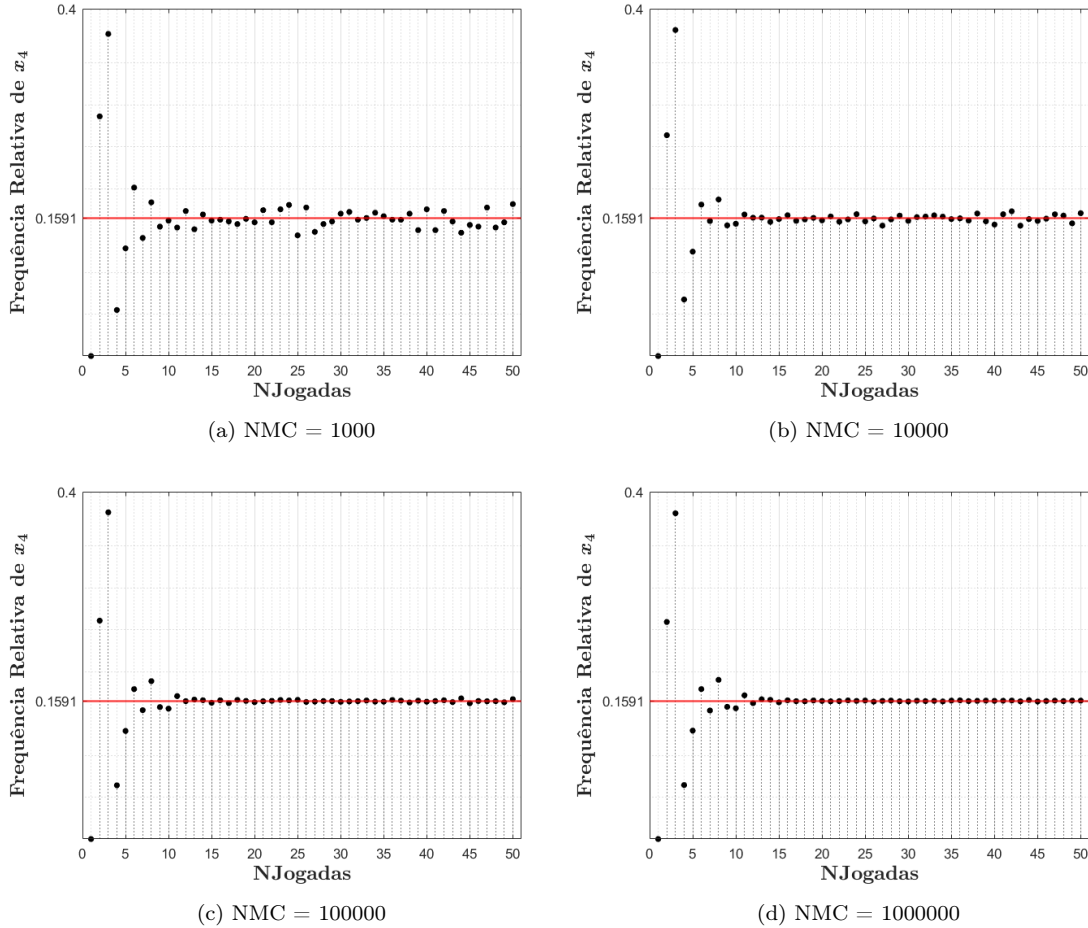 0.4
0.1591
Frequência Relativa de x₄
0 5 10 15 20 25 30 35 40 45 50
NJogadas
(a) NMC = 1000
0.4
0.1591
Frequência Relativa de x₄
0 5 10 15 20 25 30 35 40 45 50
NJogadas
(b) NMC = 10000
0.4
0.1591
Frequência Relativa de x₄
0 5 10 15 20 25 30 35 40 45 50
NJogadas
(c) NMC = 100000
0.4
0.1591
Frequência Relativa de x₄
0 5 10 15 20 25 30 35 40 45 50
NJogadas
(d) NMC = 1000000